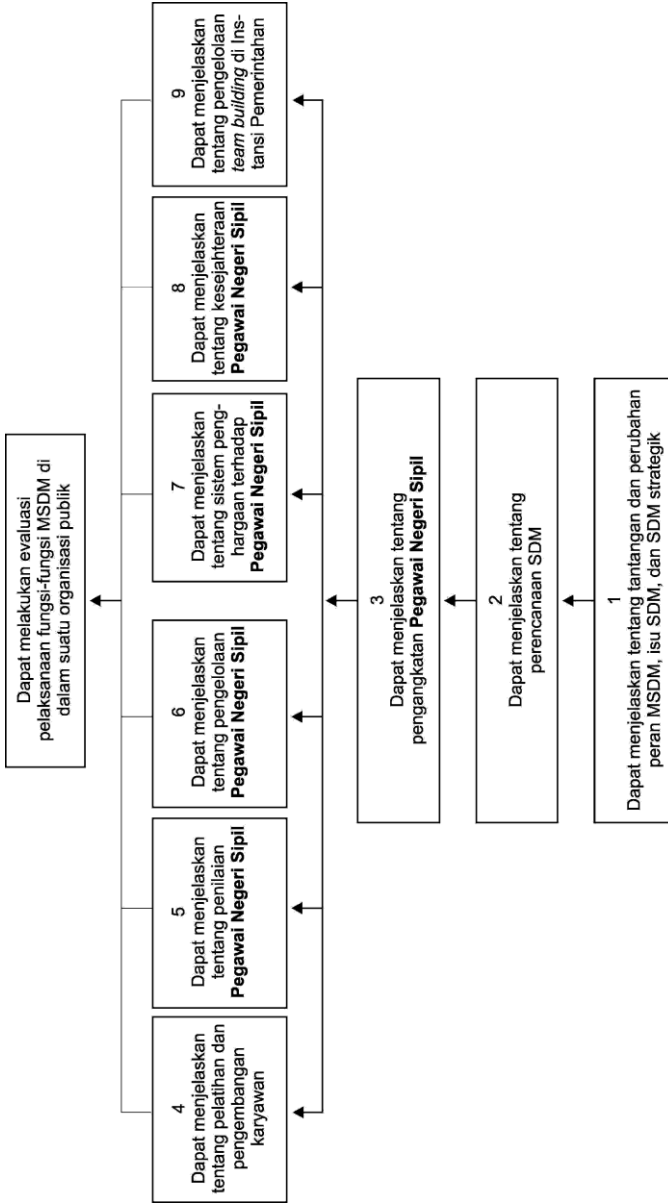 Dapat melakukan evaluasi
pelaksanaan fungsi-fungsi MSDM di
dalam suatu organisasi publik
4
Dapat menjelaskan
tentang pelatihan dan
pengembangan
karyawan
5
Dapat menjelaskan
tentang penilaian
Pegawai Negeri Sipil
6
Dapat menjelaskan
tentang pengelolaan
Pegawai Negeri Sipil
7
Dapat menjelaskan
tentang sistem peng-
hargaan terhadap
Pegawai Negeri Sipil
8
Dapat menjelaskan
tentang kesejahteraan
Pegawai Negeri Sipil
9
Dapat menjelaskan
tentang pengelolaan
team building di Ins-
tansi Pemerintahan
3
Dapat menjelaskan tentang
pengangkatan Pegawai Negeri Sipil
2
Dapat menjelaskan tentang
perencanaan SDM
1
Dapat menjelaskan tentang tantangan dan perubahan
peran MSDM, isu SDM, dan SDM strategik